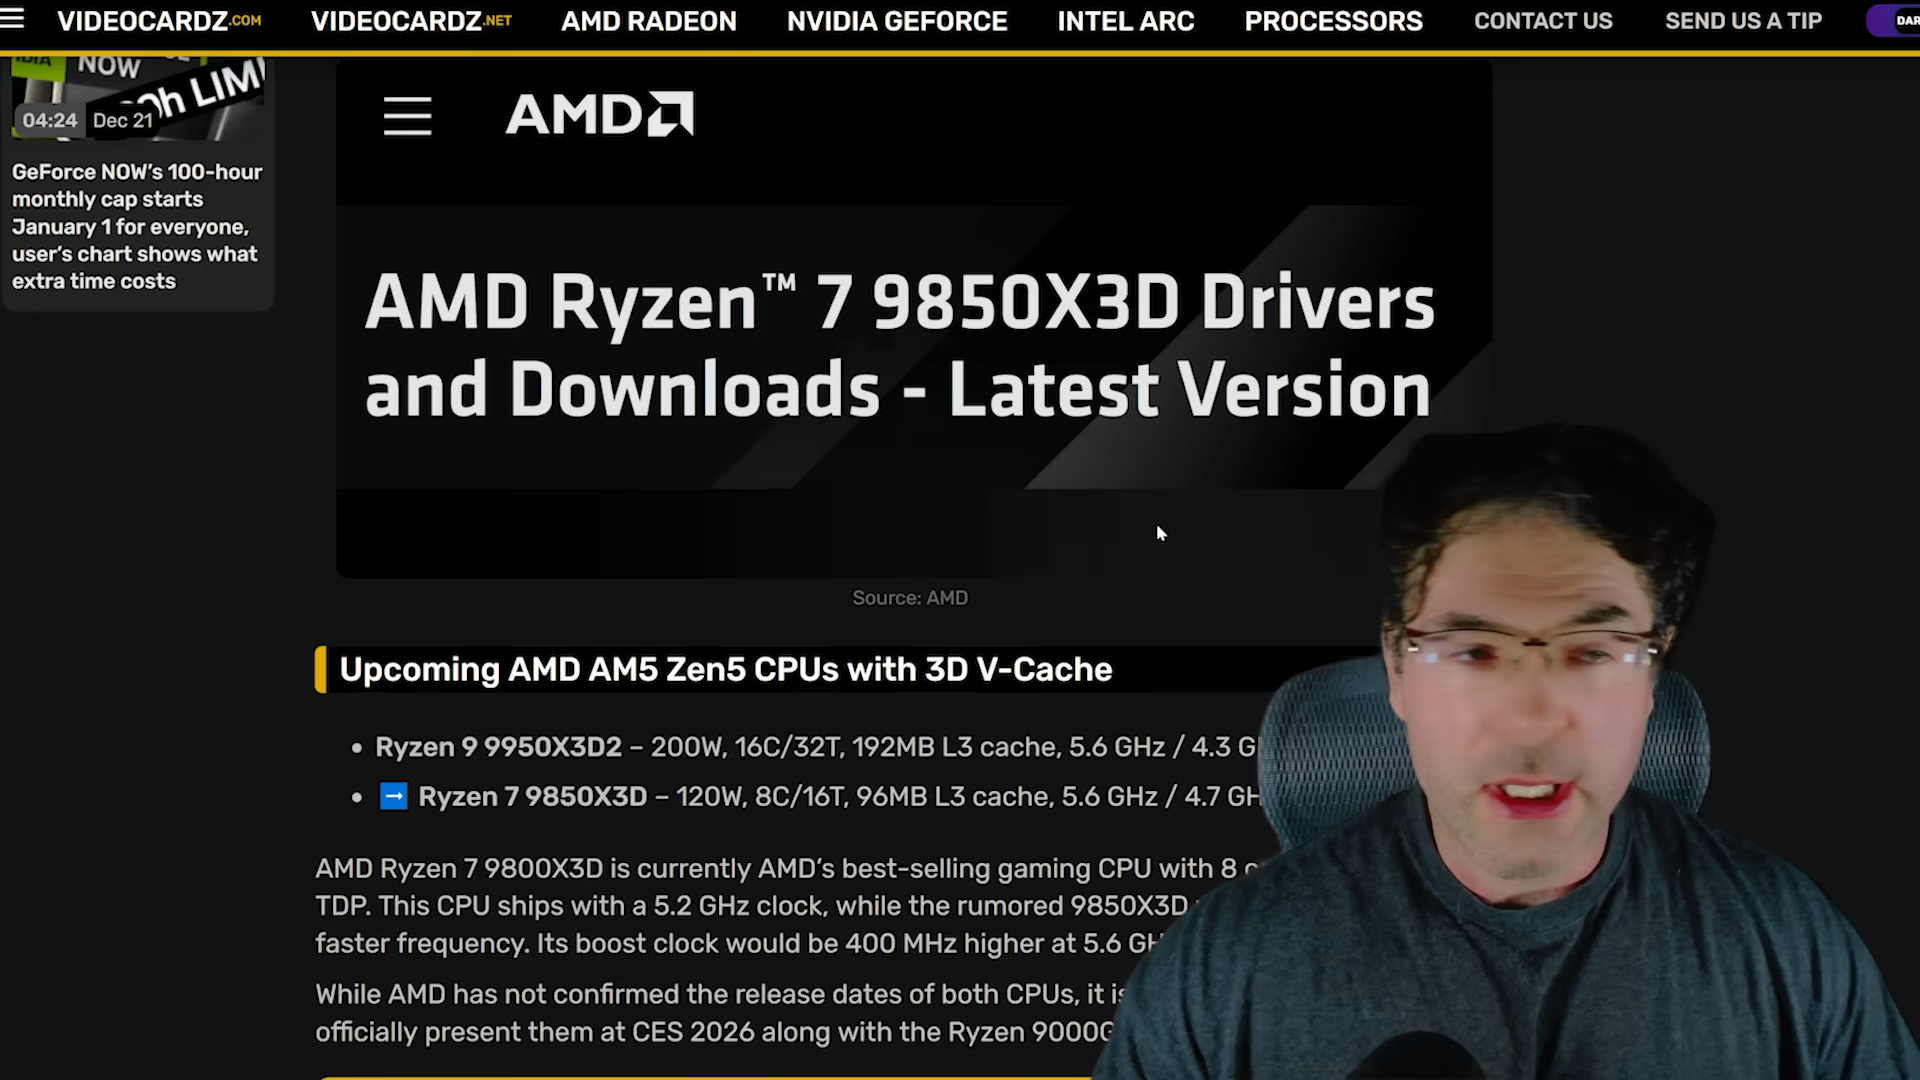 VIDEOCARDZ.COM
VIDEOCARDZ.NET
AMD RADEON
NVIDIA GEFORCE
INTEL ARC
PROCESSORS
CONTACT US
SEND US A TIP
NOW
04:24 Dec 21
GeForce NOW's 100-hour
monthly cap starts
January 1 for everyone,
user's chart shows what
extra time costs
AMD
AMD Ryzen™ 7 9850X3D Drivers
and Downloads - Latest Version
Source: AMD
Upcoming AMD AM5 Zen5 CPUs with 3D V-Cache
• Ryzen 9 9950X3D2 – 200W, 16C/32T, 192MB L3 cache, 5.6 GHz / 4.3
• ➡ Ryzen 7 9850X3D – 120W, 8C/16T, 96MB L3 cache, 5.6 GHz / 4.7
AMD Ryzen 7 9800X3D is currently AMD's best-selling gaming CPU with 8
TDP. This CPU ships with a 5.2 GHz clock, while the rumored 9850X3D
faster frequency. Its boost clock would be 400 MHz higher at 5.6
While AMD has not confirmed the release dates of both CPUs, it
officially present them at CES 2026 along with the Ryzen 9000G